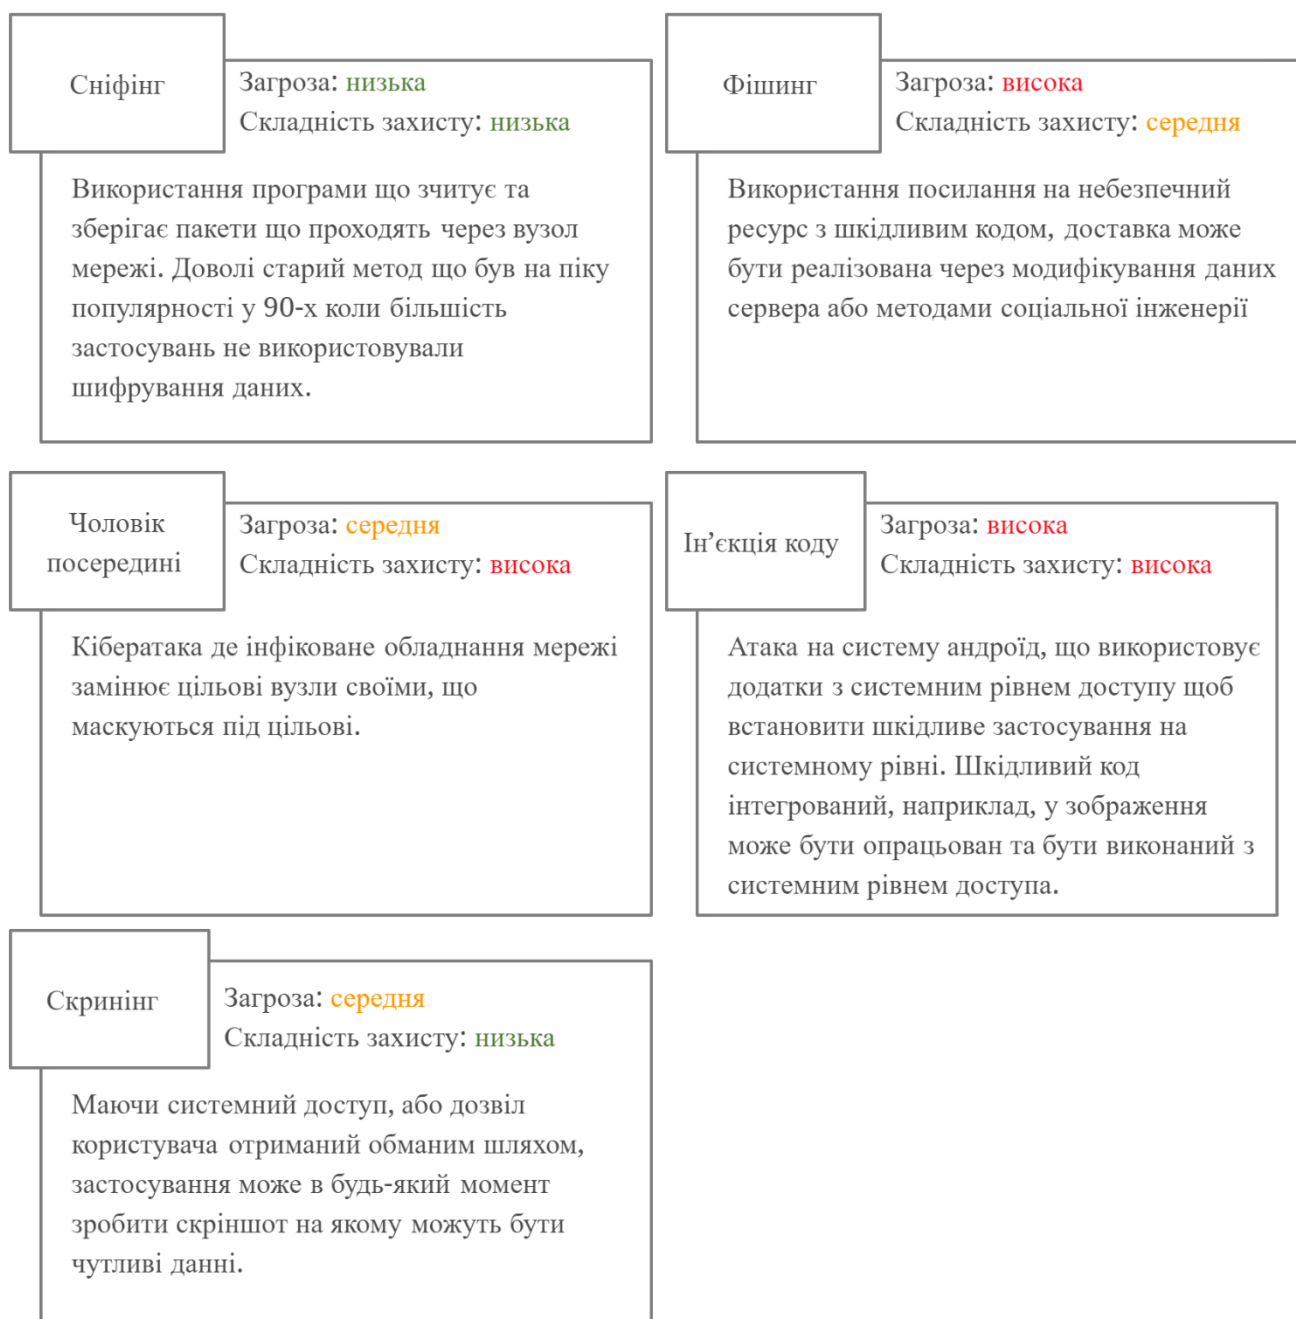 Сніфінг
Загроза: низька
Складність захисту: низька
Використання програми що зчитує та
зберігає пакети що проходять через вузол
мережі. Доволі старий метод що був на піку
популярності у 90-х коли більшість
застосувань не використовували
шифрування даних.
Фішинг
Загроза: висока
Складність захисту: середня
Використання посилання на небезпечний
ресурс з шкідливим кодом, доставка може
бути реалізована через модифікування даних
сервера або методами соціальної інженерії
Чоловік
посередині
Загроза: середня
Складність захисту: висока
Кібератака де інфіковане обладнання мережі
замінює цільові вузли своїми, що
маскуються під цільові.
Ін’єкція коду
Загроза: висока
Складність захисту: висока
Атака на систему андроїд, що використовує
додатки з системним рівнем доступу щоб
встановити шкідливе застосування на
системному рівні. Шкідливий код
інтегрований, наприклад, у зображення
може бути опрацьован та бути виконаний з
системним рівнем доступа.
Скринінг
Загроза: середня
Складність захисту: низька
Маючи системний доступ, або дозвіл
користувача отриманий обманим шляхом,
застосування може в будь-який момент
зробити скріншот на якому можуть бути
чутливі данні.